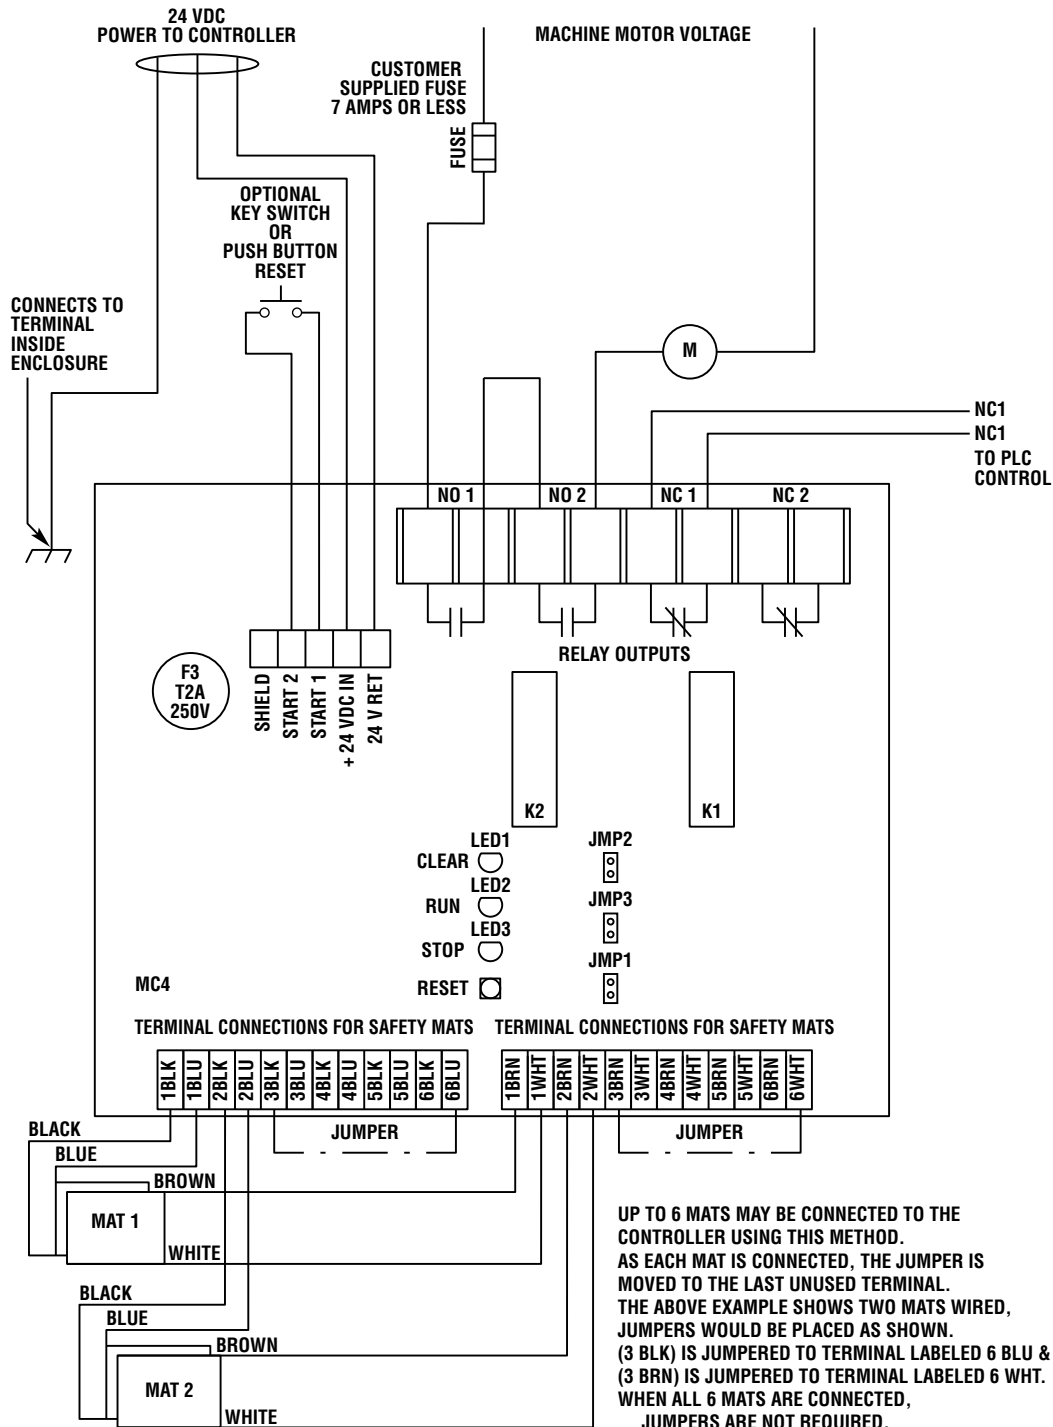 24 VDC
POWER TO CONTROLLER
MACHINE MOTOR VOLTAGE
CUSTOMER
SUPPLIED FUSE
7 AMPS OR LESS
FUSE
OPTIONAL
KEY SWITCH
OR
PUSH BUTTON
RESET
CONNECTS TO
TERMINAL
INSIDE
ENCLOSURE
M
NC1
NC1
TO PLC
CONTROL
NO 1
NO 2
NC 1
NC 2
RELAY OUTPUTS
F3
T2A
250V
SHIELD
START 2
START 1
+ 24 VDC IN
24 V RET
K2
K1
LED1
CLEAR
LED2
RUN
LED3
STOP
RESET
JMP2
JMP3
JMP1
MC4
TERMINAL CONNECTIONS FOR SAFETY MATS
TERMINAL CONNECTIONS FOR SAFETY MATS
1BLK
1BLU
2BLK
2BLU
3BLK
3BLU
4BLK
4BLU
5BLK
5BLU
6BLK
6BLU
1BRN
1WHT
2BRN
2WHT
3BRN
3WHT
4BRN
4WHT
5BRN
5WHT
6BRN
6WHT
JUMPER
JUMPER
BLACK
BLUE
BROWN
MAT 1
WHITE
BLACK
BLUE
BROWN
MAT 2
WHITE
UP TO 6 MATS MAY BE CONNECTED TO THE
CONTROLLER USING THIS METHOD.
AS EACH MAT IS CONNECTED, THE JUMPER IS
MOVED TO THE LAST UNUSED TERMINAL.
THE ABOVE EXAMPLE SHOWS TWO MATS WIRED,
JUMPERS WOULD BE PLACED AS SHOWN.
(3 BLK) IS JUMPERED TO TERMINAL LABELED 6 BLU &
(3 BRN) IS JUMPERED TO TERMINAL LABELED 6 WHT.
WHEN ALL 6 MATS ARE CONNECTED,
JUMPERS ARE NOT REQUIRED.